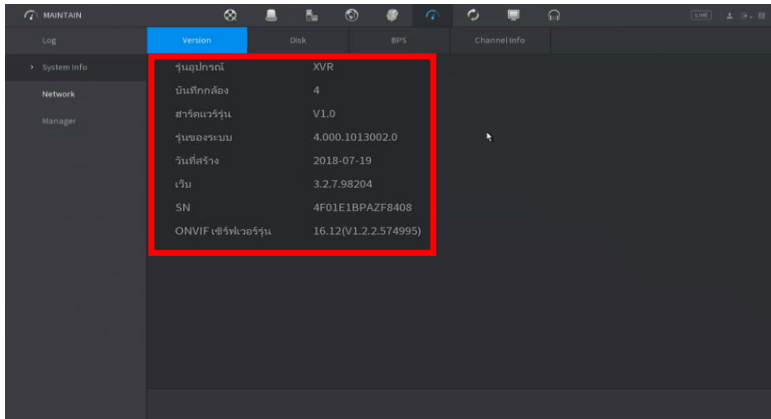 MAINTAIN
LIVE
Log
Version Disk BPS Channel Info
System Info
Network
Manager
รุ่นอุปกรณ์ XVR
บันทึกกล้อง 4
ฮาร์ดแวร์รุ่น V1.0
รุ่นของระบบ 4.000.1013002.0
วันที่สร้าง 2018-07-19
เว็บ 3.2.7.98204
SN 4F01E1BPAZF8408
ONVIF เซิร์ฟเวอร์รุ่น 16.12(V1.2.2.574995)